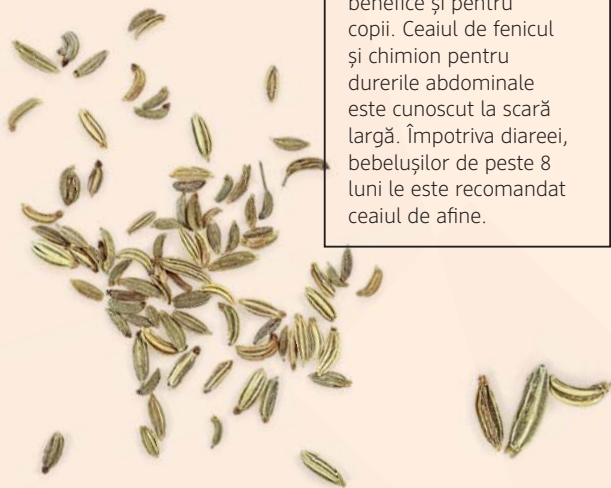 benefice și pentru
copii. Ceaiul de fenicul
și chimion pentru
durerile abdominale
este cunoscut la scară
largă. Împotriva diareei,
bebelușilor de peste 8
luni le este recomandat
ceaiul de afine.